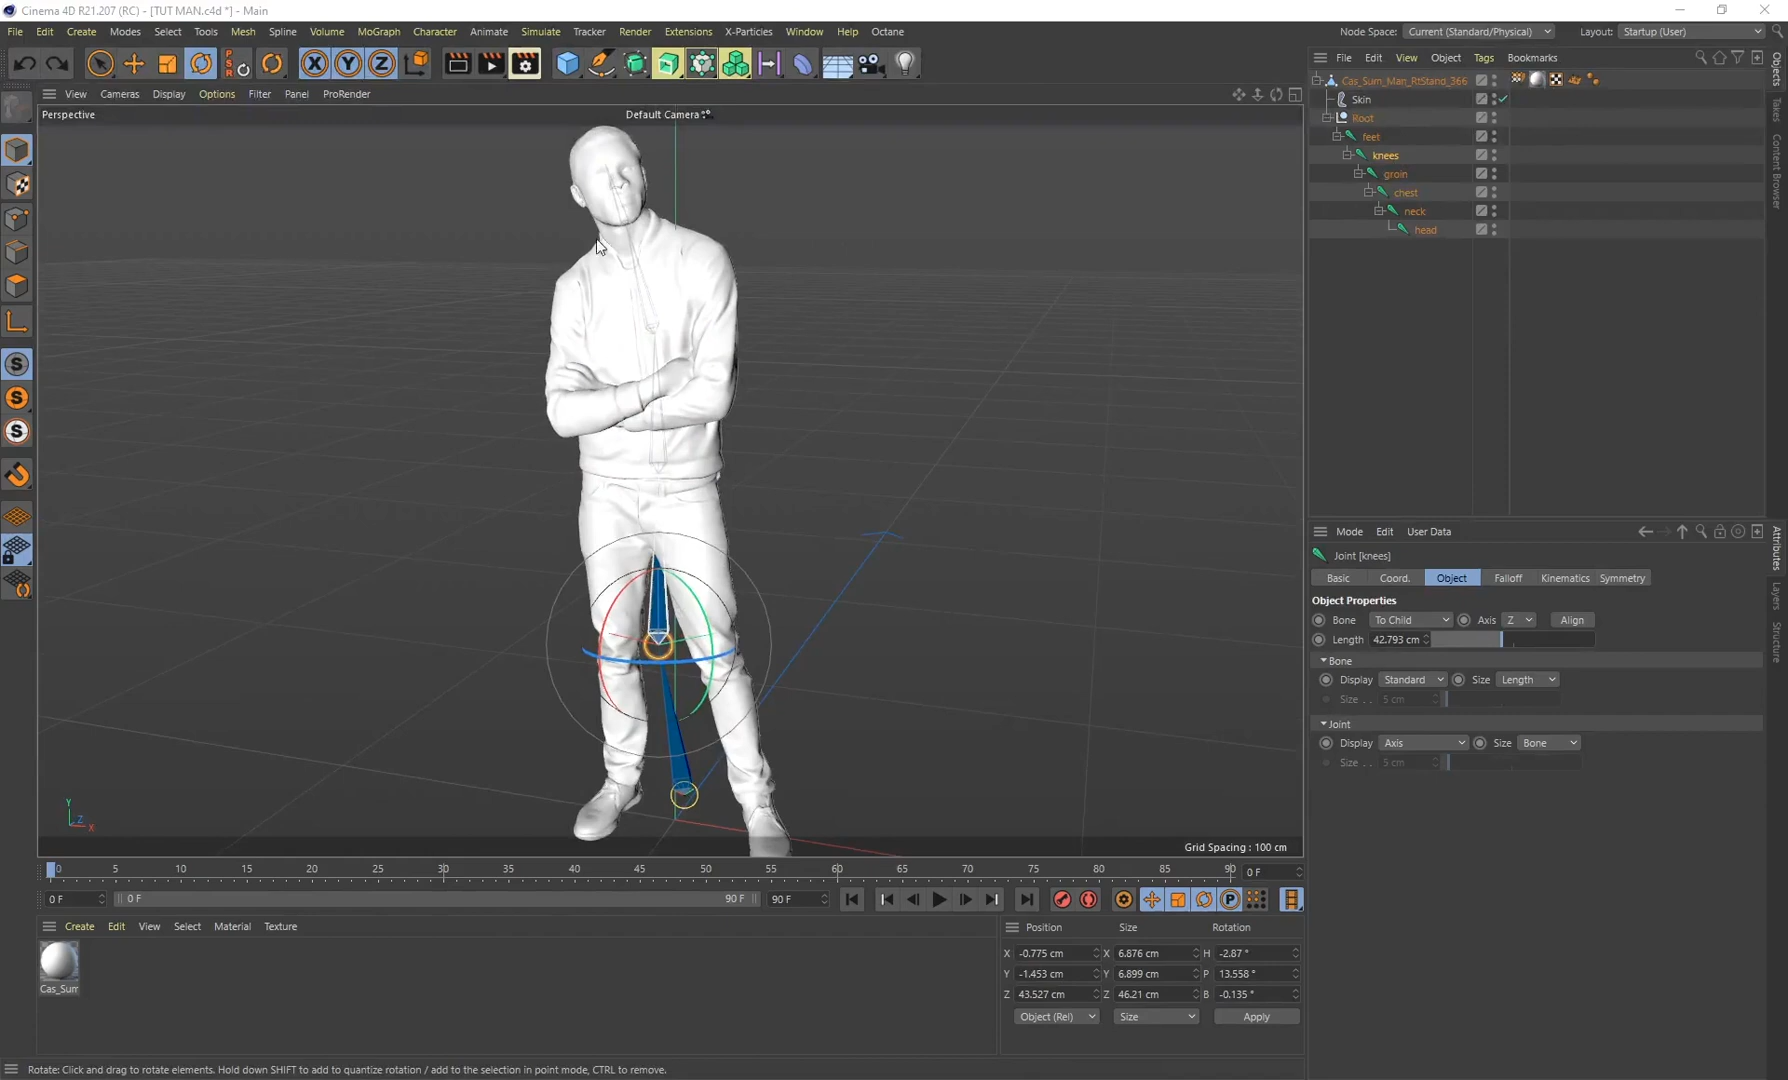 Cinema 4D R21.207 (RC) - [TUT MAN.c4d *] - Main
File Edit Create Modes Select Tools Mesh Spline Volume MoGraph Character Animate Simulate Tracker Render Extensions X-Particles Window Help Octane
Node Space: Current (Standard/Physical) Layout: Startup (User)
X Y Z
File Edit View Object Tags Bookmarks
View Cameras Display Options Filter Panel ProRender
Perspective
Default Camera
Cas_Sum_Man_RtStand_366
Skin
Root
feet
knees
groin
chest
neck
head
Objects
Takes
Content Browser
Mode Edit User Data
Joint [knees]
Basic Coord. Object Falloff Kinematics Symmetry
Object Properties
Bone To Child Axis Z Align
Length 42.793 cm
Bone
Display Standard Size Length
Size . . 5 cm
Joint
Display Axis Size Bone
Size . . 5 cm
Attributes
Layers
Structure
Y
Z
X
Grid Spacing : 100 cm
0 5 10 15 20 25 30 35 40 45 50 55 60 65 70 75 80 85 90 0 F
0 F 0 F 90 F 90 F
Create Edit View Select Material Texture
Cas_Sum
Position Size Rotation
X -0.775 cm X 6.876 cm H -2.87 °
Y -1.453 cm Y 6.899 cm P 13.558 °
Z 43.527 cm Z 46.21 cm B -0.135 °
Object (Rel) Size Apply
Rotate: Click and drag to rotate elements. Hold down SHIFT to add to quantize rotation / add to the selection in point mode, CTRL to remove.